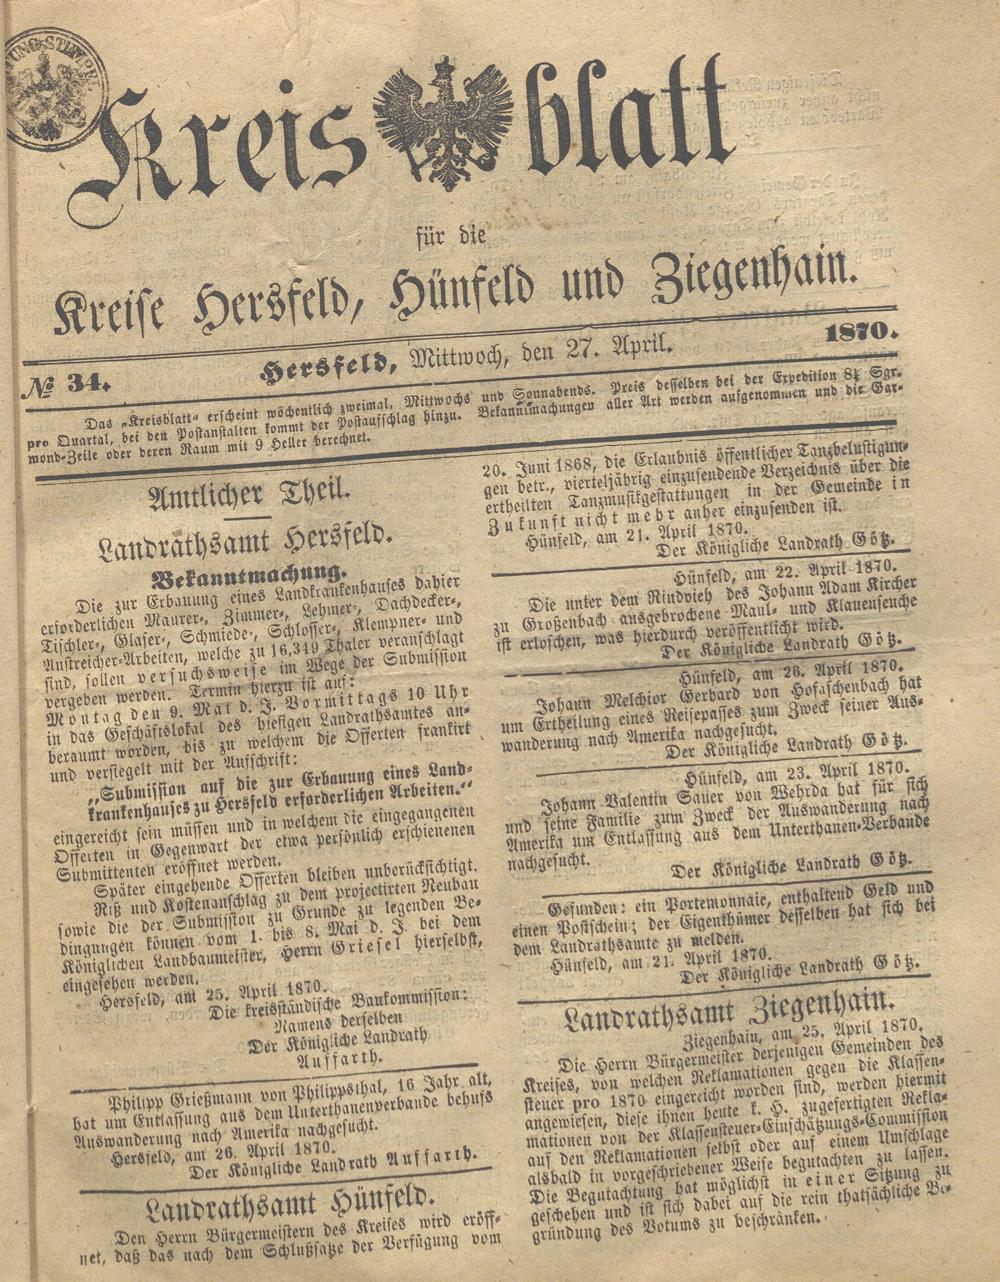 ZEITUNG-STEMPEL
Kreisblatt
für die
Kreise Hersfeld, Hünfeld und Ziegenhain.
№ 34. Hersfeld, Mittwoch, den 27. April. 1870.
Das „Kreisblatt“ erscheint wöchentlich zweimal, Mittwochs und Sonnabends. Preis desselben bei der Expedition 8¼ Sgr.
pro Quartal, bei den Postanstalten kommt der Postaufschlag hinzu. Bekanntmachungen aller Art werden aufgenommen und die Gar-
mond-Zeile oder deren Raum mit 9 Heller berechnet.
Amtlicher Theil.
Landrathsamt Hersfeld.
Bekanntmachung.
Die zur Erbauung eines Landkrankenhauses dahier
erforderlichen Maurer-, Zimmer-, Lehmer-, Dachdecker-,
Tischler-, Glaser-, Schmiede-, Schlosser-, Klempner- und
Anstreicher-Arbeiten, welche zu 16,349 Thaler veranschlagt
sind, sollen versuchsweise im Wege der Submission
vergeben werden. Termin hierzu ist auf:
Montag den 9. Mai d. J. Vormittags 10 Uhr
in das Geschäftslokal des hiesigen Landrathsamtes an-
beraumt worden, bis zu welchem die Offerten frankirt
und versiegelt mit der Aufschrift:
„Submission auf die zur Erbauung eines Land-
krankenhauses zu Hersfeld erforderlichen Arbeiten.“
eingereicht sein müssen und in welchem die eingegangenen
Offerten in Gegenwart der etwa persönlich erschienenen
Submittenten eröffnet werden.
Später eingehende Offerten bleiben unberücksichtigt.
Riß und Kostenanschlag zu dem projectirten Neubau
sowie die der Submission zu Grunde zu legenden Be-
dingungen können vom 1. bis 8. Mai d. J. bei dem
Königlichen Landbaumeister, Herrn Griesel hierselbst,
eingesehen werden.
Hersfeld, am 25. April 1870.
Die kreisständische Baukommission:
Namens derselben
Der Königliche Landrath
Auffarth.
Philipp Grießmann von Philippsthal, 16 Jahr alt,
hat um Entlassung aus dem Unterthanenverbande behufs
Auswanderung nach Amerika nachgesucht.
Hersfeld, am 26. April 1870.
Der Königliche Landrath Auffarth.
Landrathsamt Hünfeld.
Den Herrn Bürgermeistern des Kreises wird eröff-
net, daß das nach dem Schlußsatze der Verfügung vom
20. Juni 1868, die Erlaubnis öffentlicher Tanzbelustigun-
gen betr., vierteljährig einzusendende Verzeichnis über die
ertheilten Tanzmusikgestattungen in der Gemeinde in
Zukunft nicht mehr anher einzusenden ist.
Hünfeld, am 21. April 1870.
Der Königliche Landrath Götz.
Hünfeld, am 22. April 1870.
Die unter dem Rindvieh des Johann Adam Kircher
zu Großenbach ausgebrochene Maul- und Klauenseuche
ist erloschen, was hierdurch veröffentlicht wird.
Der Königliche Landrath Götz.
Hünfeld, am 26. April 1870.
Johann Melchior Gerhard von Hofaschenbach hat
um Ertheilung eines Reisepasses zum Zweck seiner Aus-
wanderung nach Amerika nachgesucht.
Der Königliche Landrath Götz.
Hünfeld, am 23. April 1870.
Johann Valentin Sauer von Wehrda hat für sich
und seine Familie zum Zweck der Auswanderung nach
Amerika um Entlassung aus dem Unterthanen-Verbande
nachgesucht.
Der Königliche Landrath Götz.
Gefunden: ein Portemonnaie, enthaltend Geld und
einen Postschein; der Eigenthümer desselben hat sich bei
dem Landrathsamte zu melden.
Hünfeld, am 21. April 1870.
Der Königliche Landrath Götz.
Landrathsamt Ziegenhain.
Ziegenhain, am 25. April 1870.
Die Herrn Bürgermeister derjenigen Gemeinden des
Kreises, von welchen Reklamationen gegen die Klassen-
steuer pro 1870 eingereicht worden sind, werden hiermit
angewiesen, diese ihnen heute k. H. zugefertigten Rekla-
mationen von der Klassensteuer-Einschätzungs-Commission
auf den Reklamationen selbst oder auf einem Umschlage
alsbald in vorgeschriebener Weise begutachten zu lassen.
Die Begutachtung hat möglichst in einer Sitzung zu
geschehen und ist sich dabei auf die rein thatsächliche Be-
gründung des Votums zu beschränken.